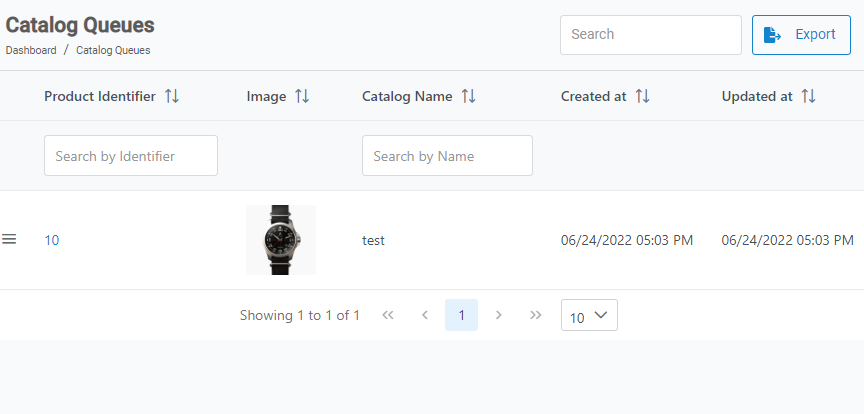 Catalog Queues
Dashboard / Catalog Queues
Search
Export
Product Identifier Image Catalog Name Created at Updated at
Search by Identifier Search by Name
10 test 06/24/2022 05:03 PM 06/24/2022 05:03 PM
Showing 1 to 1 of 1 1 10